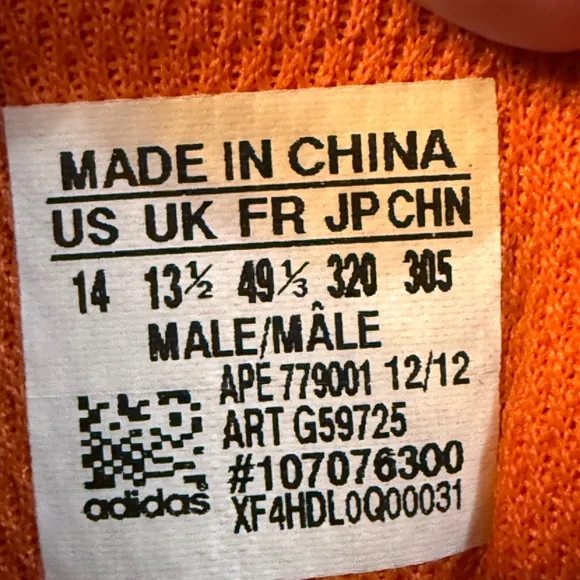 MADE IN CHINA
US UK FR JP CHN
14 13½ 49⅓ 320 305
MALE/MÂLE
APE 779001 12/12
ART G59725
#107076300
adidas XF4HDL0Q00031